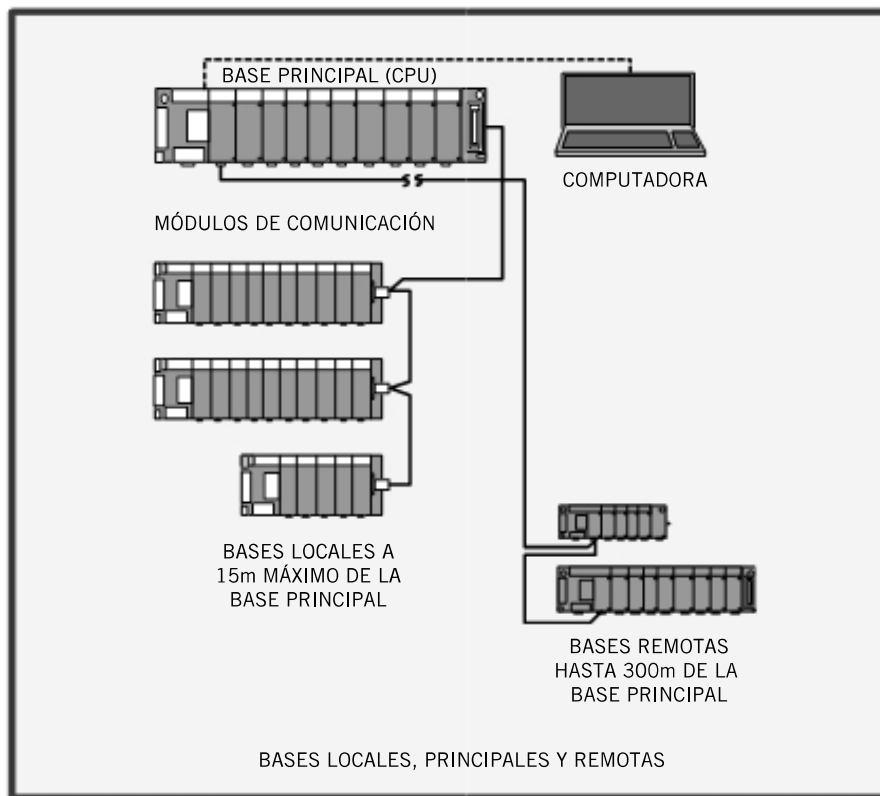 BASE PRINCIPAL (CPU)
COMPUTADORA
MÓDULOS DE COMUNICACIÓN
BASES LOCALES A
15m MÁXIMO DE LA
BASE PRINCIPAL
BASES REMOTAS
HASTA 300m DE LA
BASE PRINCIPAL
BASES LOCALES, PRINCIPALES Y REMOTAS